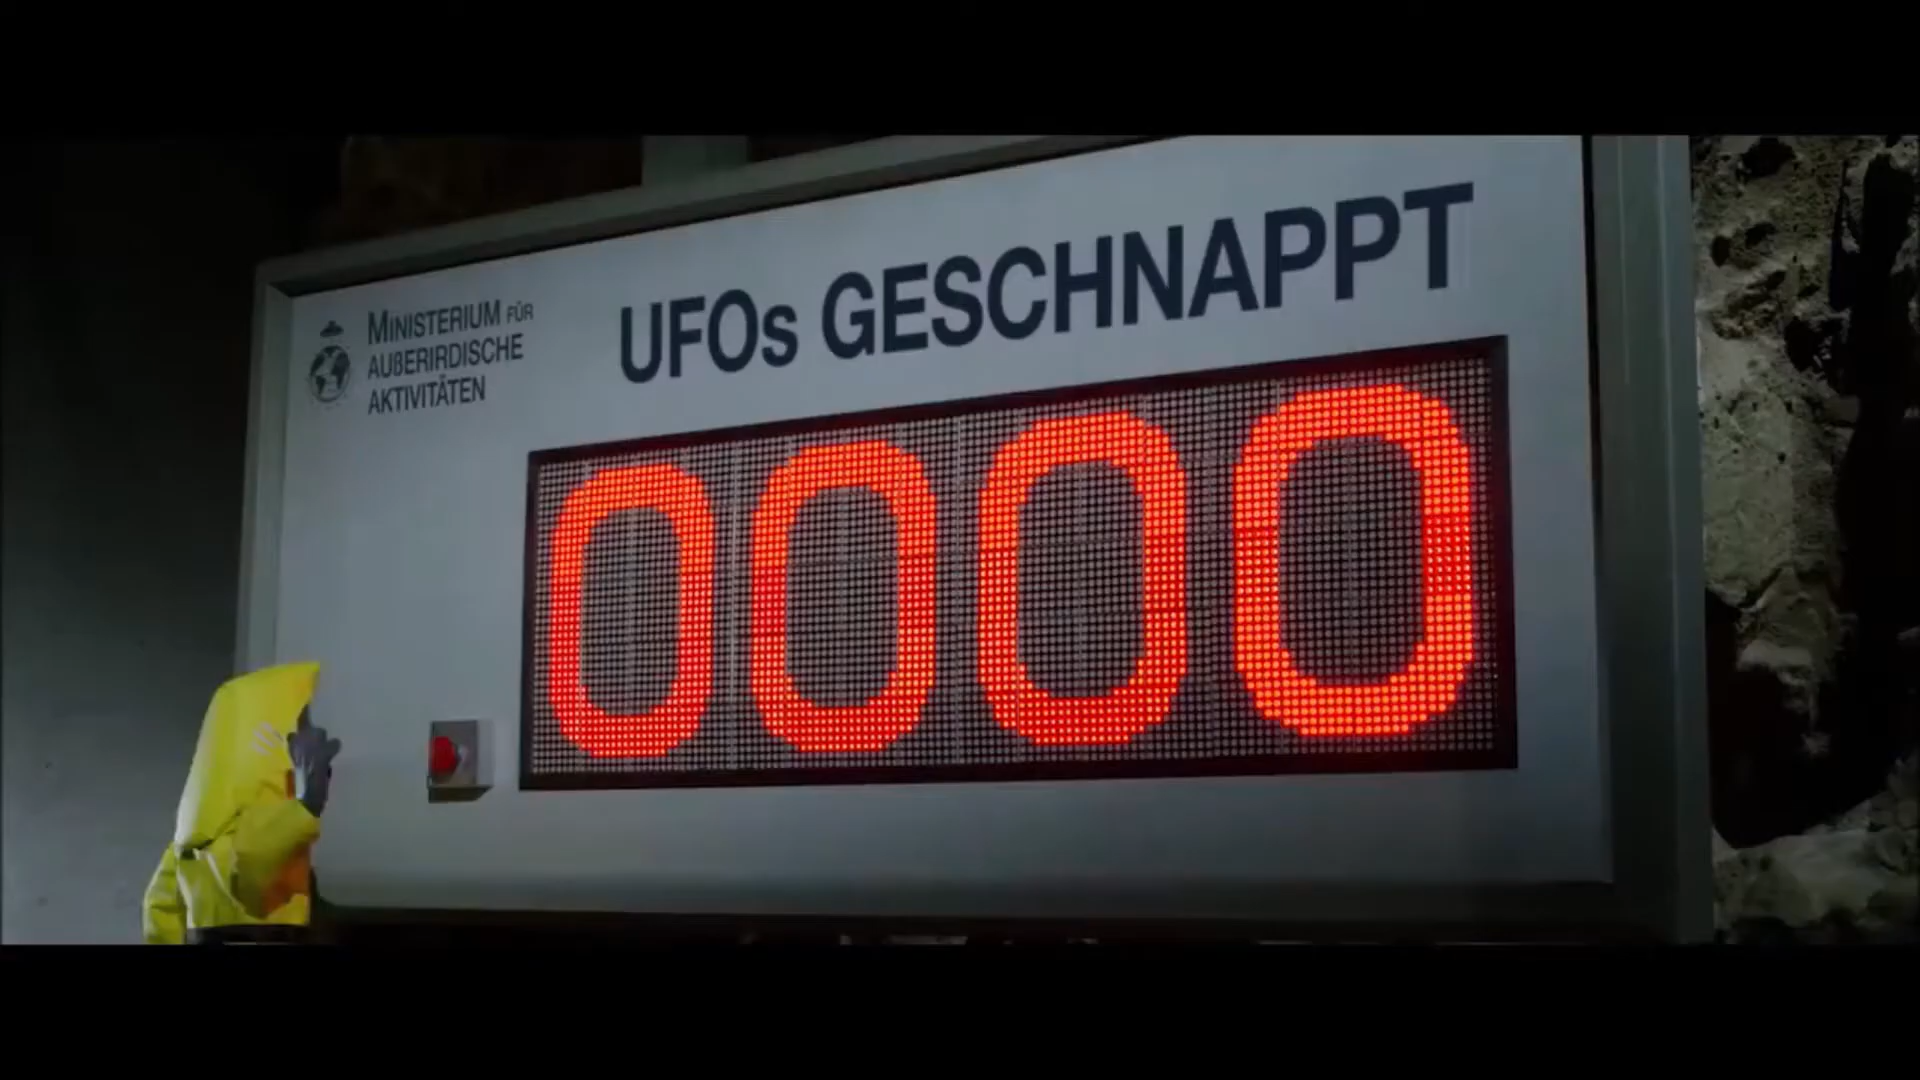 MINISTERIUM FÜR
AUßERIRDISCHE
AKTIVITÄTEN
UFOs GESCHNAPPT
0000